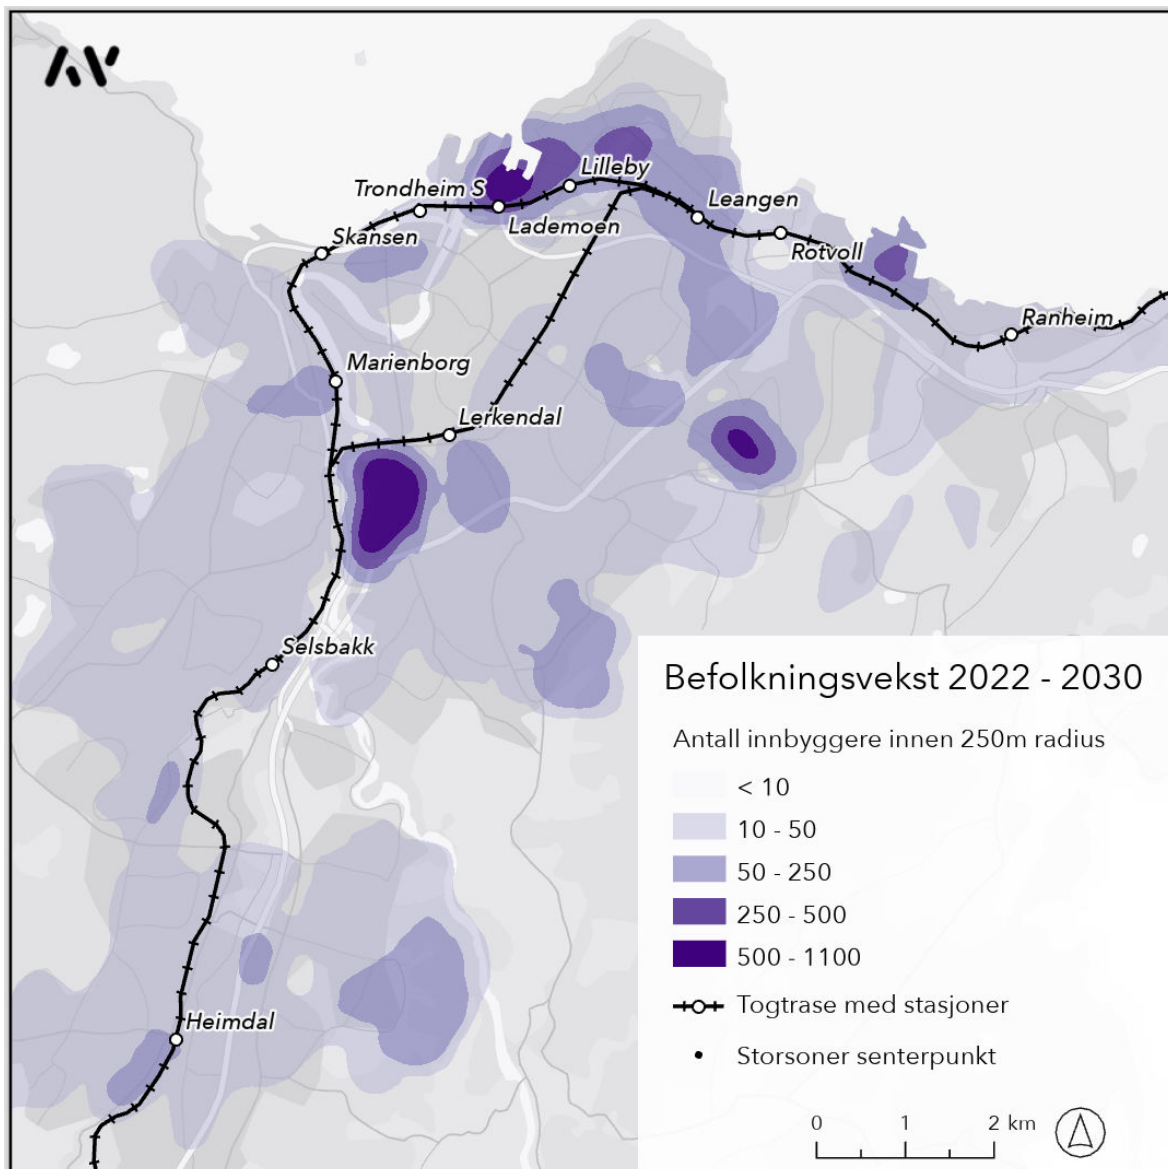 Trondheim S
Lilleby
Leangen
Skansen
Lademoen
Rotvoll
Ranheim
Marienborg
Lerkendal
Selsbakk
Heimdal
Befolkningsvekst 2022 - 2030
Antall innbyggere innen 250m radius
< 10
10 - 50
50 - 250
250 - 500
500 - 1100
Togtrase med stasjoner
Storsoner senterpunkt
0 1 2 km